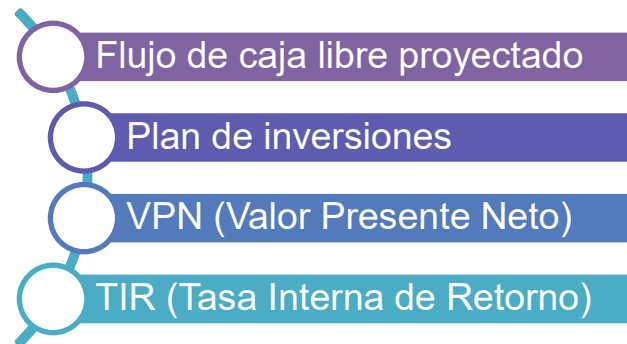 Flujo de caja libre proyectado
Plan de inversiones
VPN (Valor Presente Neto)
TIR (Tasa Interna de Retorno)